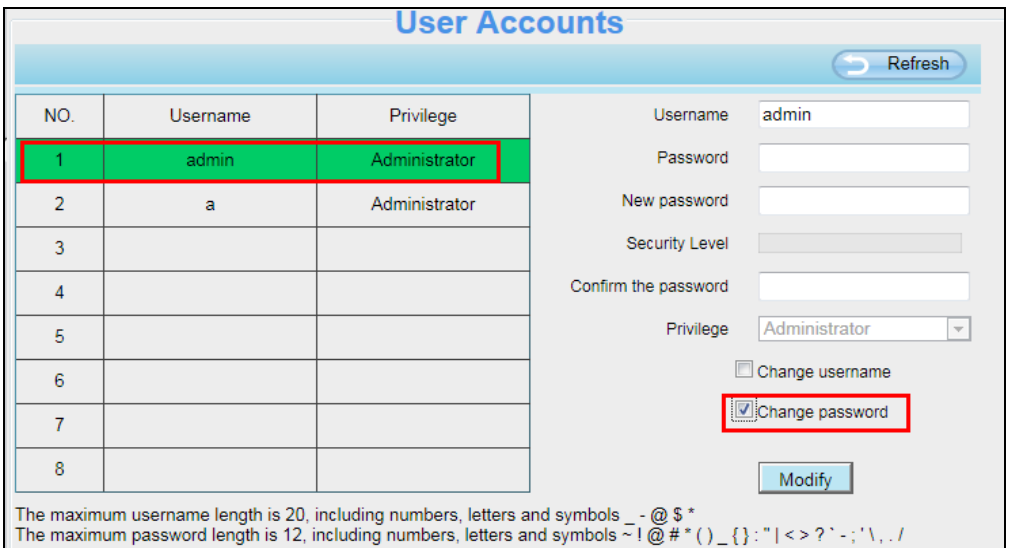 User Accounts
Refresh
NO. Username Privilege
1 admin Administrator
2 a Administrator
3
4
5
6
7
8
Username admin
Password
New password
Security Level
Confirm the password
Privilege Administrator
Change username
Change password
Modify
The maximum username length is 20, including numbers, letters and symbols _ - @ $ *
The maximum password length is 12, including numbers, letters and symbols ~ ! @ # * ( ) _ { } : " | < > ? ` - ; ' \ , . /